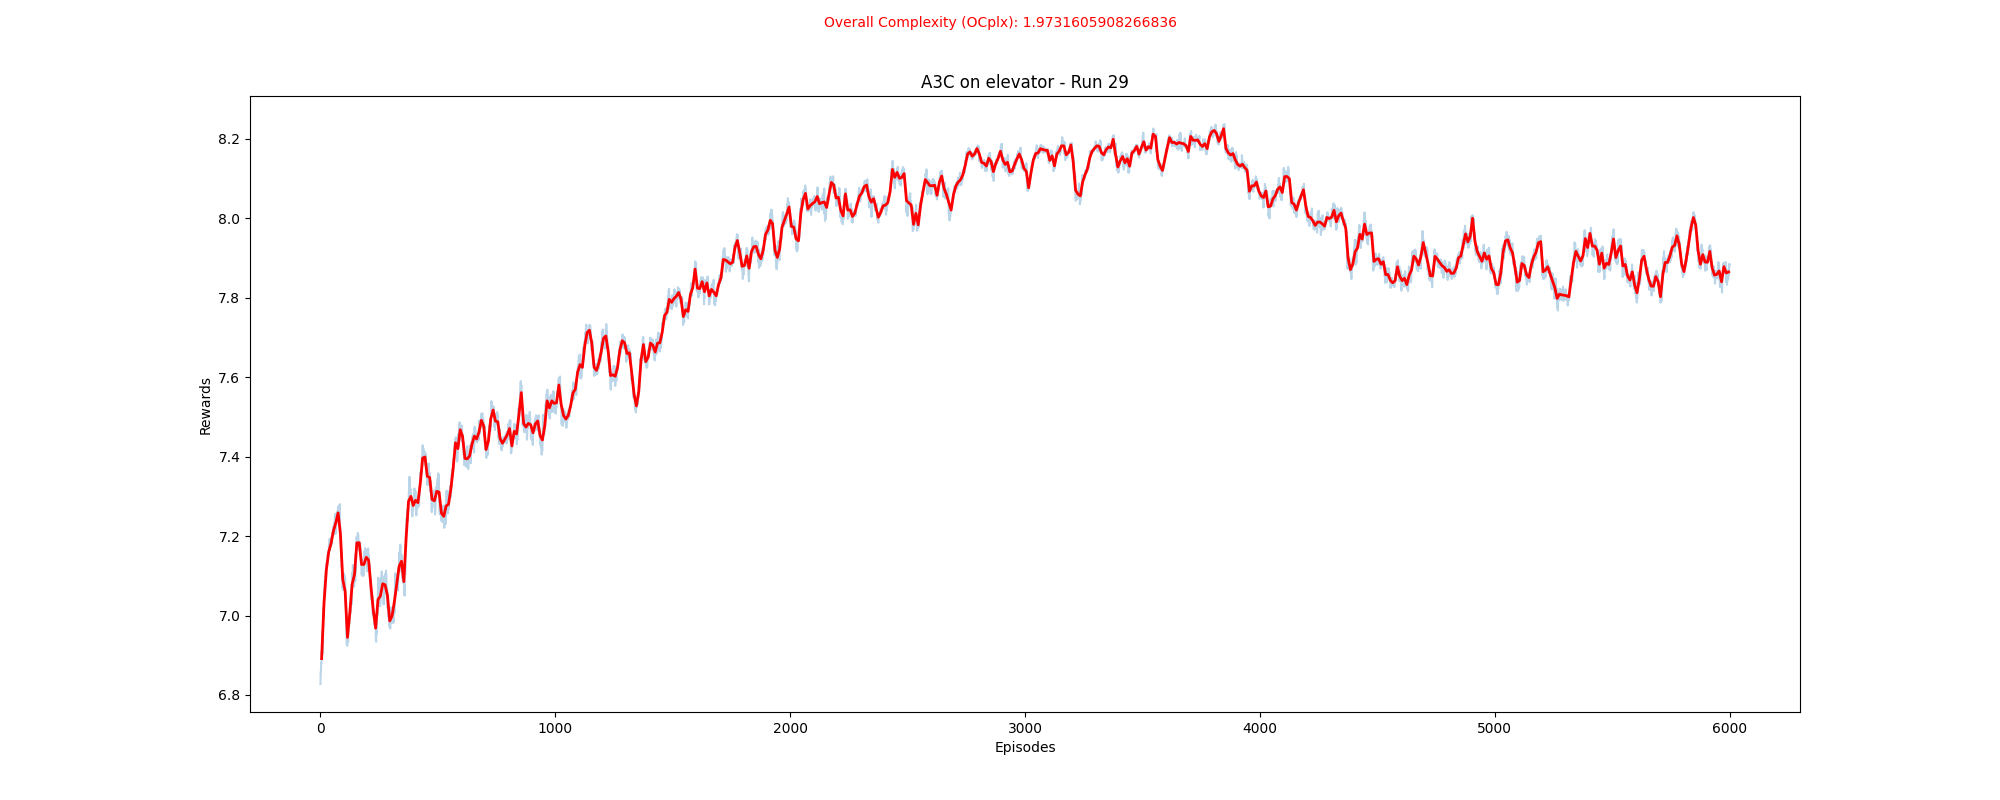 Overall Complexity (OCplx): 1.9731605908266836
A3C on elevator - Run 29
8.2
8.0
7.8
7.6
7.4
7.2
7.0
6.8
Rewards
0 1000 2000 3000 4000 5000 6000
Episodes